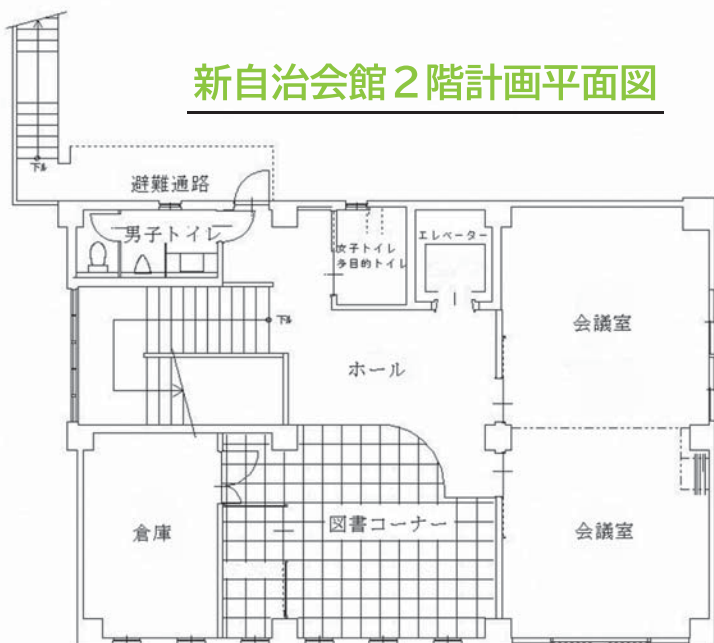 新自治会館２階計画平面図
下ル
避難通路
男子トイレ
女子トイレ
多目的トイレ
エレベーター
下ル
会議室
ホール
倉庫
図書コーナー
会議室